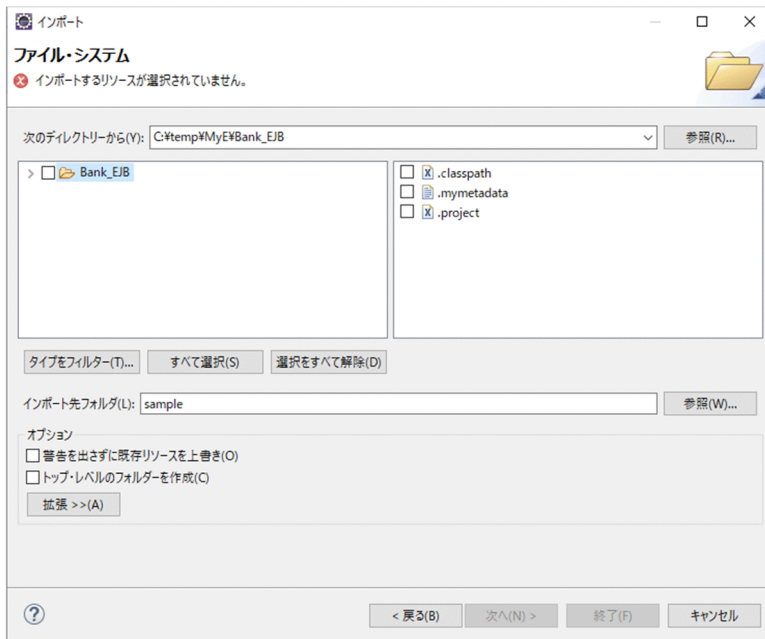 インポート
ファイル・システム
インポートするリソースが選択されていません。
次のディレクトリーから(Y): C:¥temp¥MyE¥Bank_EJB 参照(R)...
Bank_EJB
.classpath
.mymetadata
.project
タイプをフィルター(T)... すべて選択(S) 選択をすべて解除(D)
インポート先フォルダ(L): sample 参照(W)...
オプション
警告を出さずに既存リソースを上書き(O)
トップ・レベルのフォルダーを作成(C)
拡張 >>(A)
? < 戻る(B) 次へ(N) > 終了(F) キャンセル